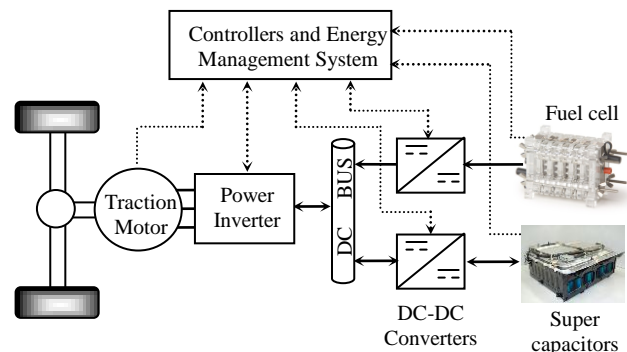 Controllers and Energy
Management System
Fuel cell
Traction
Motor
Power
Inverter
DC BUS
DC-DC
Converters
Super
capacitors